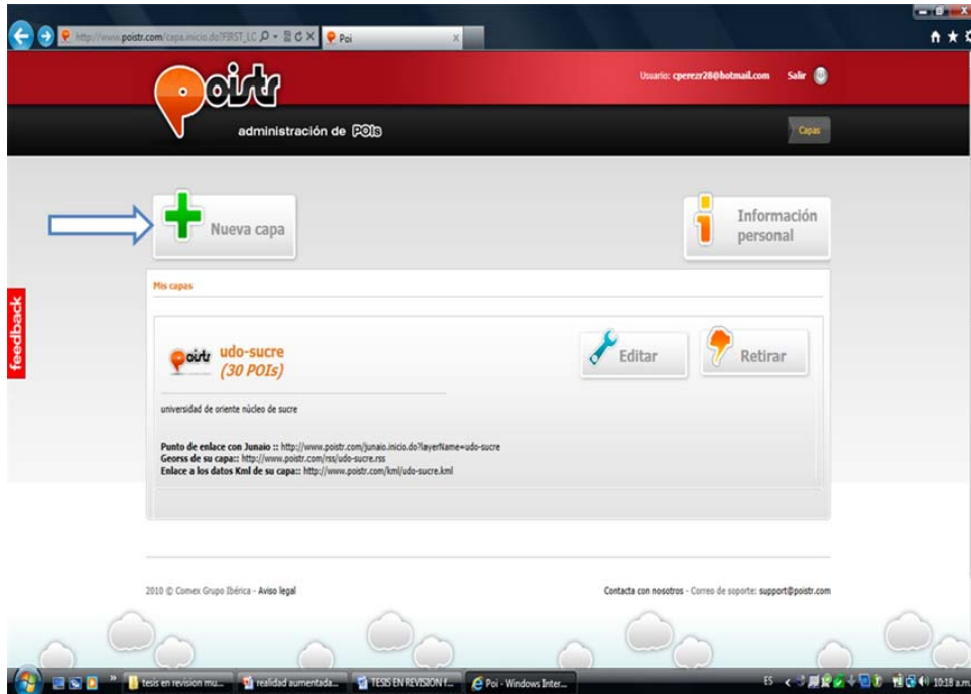 http://www.poistr.com/capa.inicio.do?FIRST_LC
Poi
poistr
Usuario: cperezr28@hotmail.com Salir
administración de POIs
Capas
Nueva capa
Información
personal
feedback
Mis capas
poistr
udo-sucre
(30 POIs)
Editar
Retirar
universidad de oriente núcleo de sucre
Punto de enlace con Junaio :: http://www.poistr.com/junaio.inicio.do?layerName=udo-sucre
Georss de su capa:: http://www.poistr.com/rss/udo-sucre.rss
Enlace a los datos Kml de su capa:: http://www.poistr.com/kml/udo-sucre.kml
2010 © Comex Grupo Ibérica - Aviso legal
Contacta con nosotros - Correo de soporte: support@poistr.com
tesis en revision mu... realidad aumentada... TESIS EN REVISION f... Poi - Windows Inter... ES 10:18 a.m.